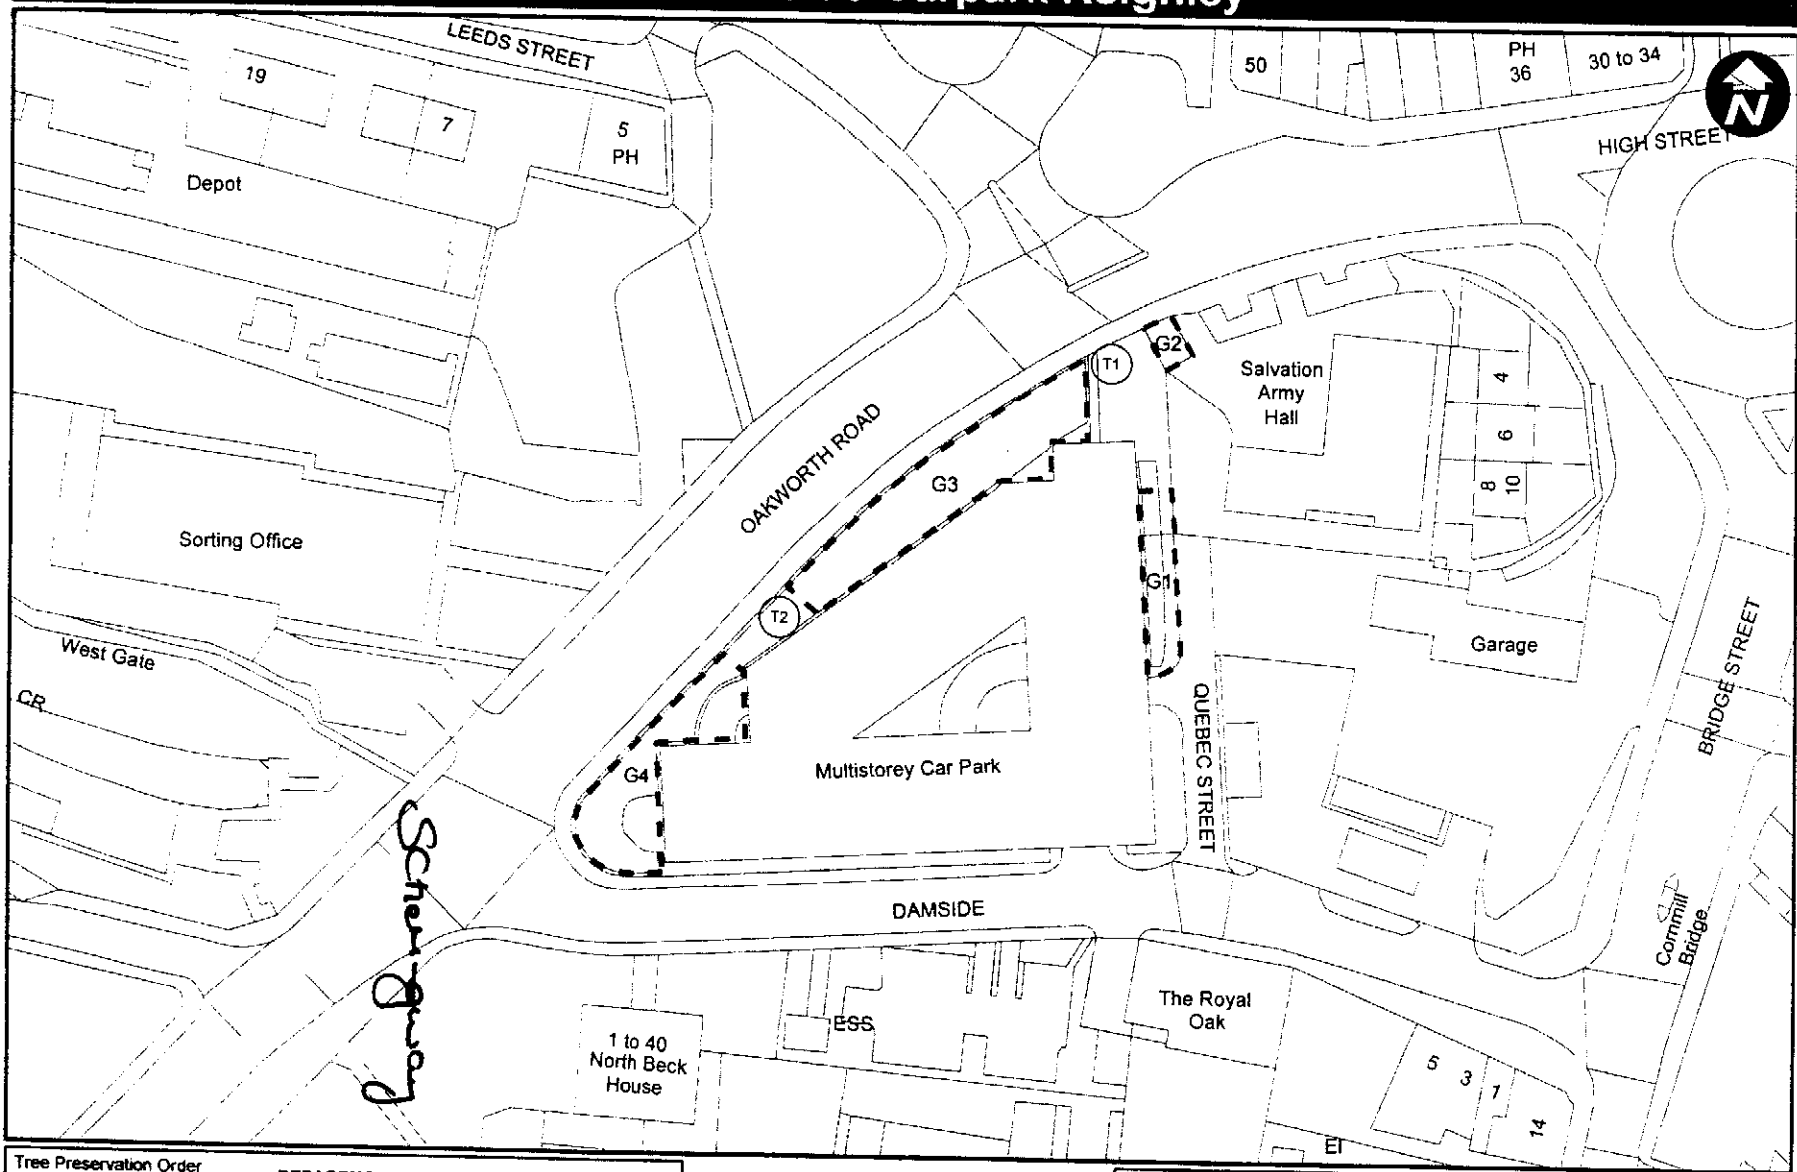 Keighley
LEEDS STREET
19
7
5
PH
Depot
50
PH
36
30 to 34
N
HIGH STREET
G2
T1
Salvation
Army
Hall
4
6
8
10
OAKWORTH ROAD
G3
Sorting Office
G1
T2
Garage
West Gate
CR
QUEBEC STREET
BRIDGE STREET
Multistorey Car Park
G4
DAMSIDE
Cornmill
Bridge
The Royal
Oak
ESS
1 to 40
North Beck
House
5
3
1
14
El
Tree Preservation Order